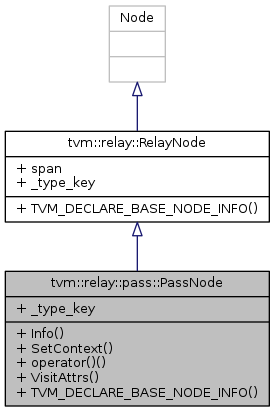 Node
tvm::relay::RelayNode
+ span
+ _type_key
+ TVM_DECLARE_BASE_NODE_INFO()
tvm::relay::pass::PassNode
+ _type_key
+ Info()
+ SetContext()
+ operator()()
+ VisitAttrs()
+ TVM_DECLARE_BASE_NODE_INFO()